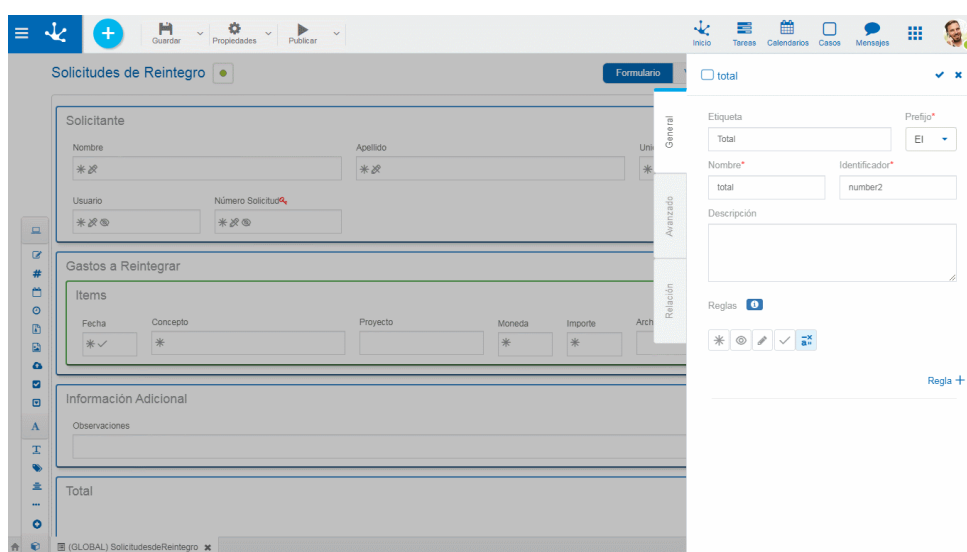 Guardar
Propiedades
Publicar
Inicio
Tareas
Calendarios
Casos
Mensajes
Solicitudes de Reintegro
Formulario
Solicitante
Nombre
Apellido
Usuario
Número Solicitud
Gastos a Reintegrar
Items
Fecha
Concepto
Proyecto
Moneda
Importe
Arch
Información Adicional
Observaciones
Total
(GLOBAL) SolicitudesdeReintegro
General
Avanzado
Relación
total
Etiqueta
Prefijo*
Total
El
Nombre*
Identificador*
total
number2
Descripción
Reglas
Regla +